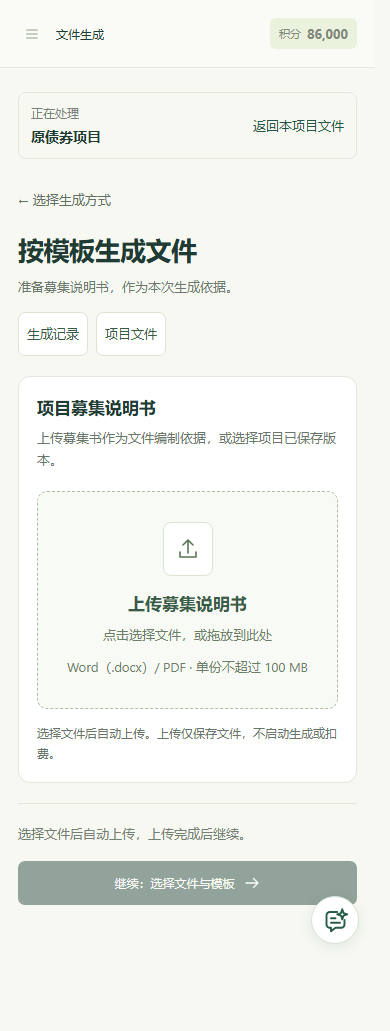 文件生成
积分 86,000
正在处理
原债券项目
返回本项目文件
← 选择生成方式
按模板生成文件
准备募集说明书，作为本次生成依据。
生成记录
项目文件
项目募集说明书
上传募集书作为文件编制依据，或选择项目已保存版
本。
上传募集说明书
点击选择文件，或拖放到此处
Word（.docx）/ PDF · 单份不超过 100 MB
选择文件后自动上传。上传仅保存文件，不启动生成或扣
费。
选择文件后自动上传，上传完成后继续。
继续：选择文件与模板 →